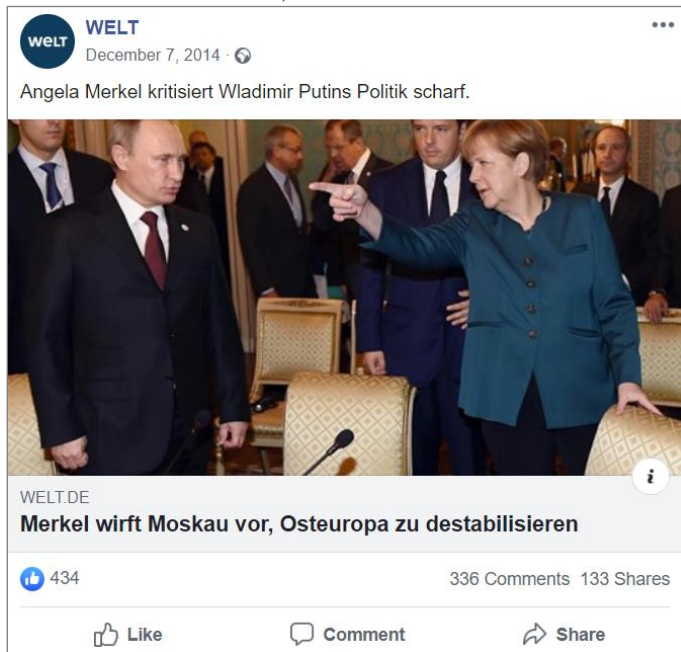 WELT
WELT
December 7, 2014 ·
Angela Merkel kritisiert Wladimir Putins Politik scharf.
i
WELT.DE
Merkel wirft Moskau vor, Osteuropa zu destabilisieren
434
336 Comments 133 Shares
Like Comment Share